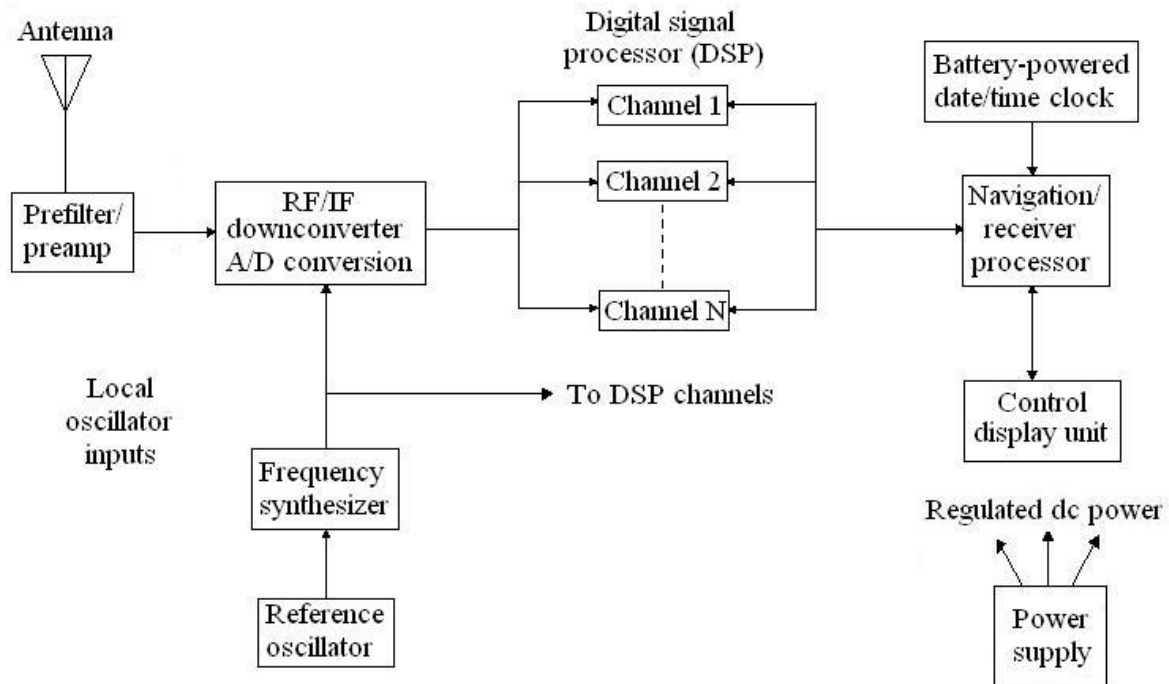 Antenna
Prefilter/
preamp
RF/IF
downconverter
A/D conversion
Digital signal
processor (DSP)
Channel 1
Channel 2
Channel N
Battery-powered
date/time clock
Navigation/
receiver
processor
Control
display unit
To DSP channels
Local
oscillator
inputs
Frequency
synthesizer
Reference
oscillator
Regulated dc power
Power
supply